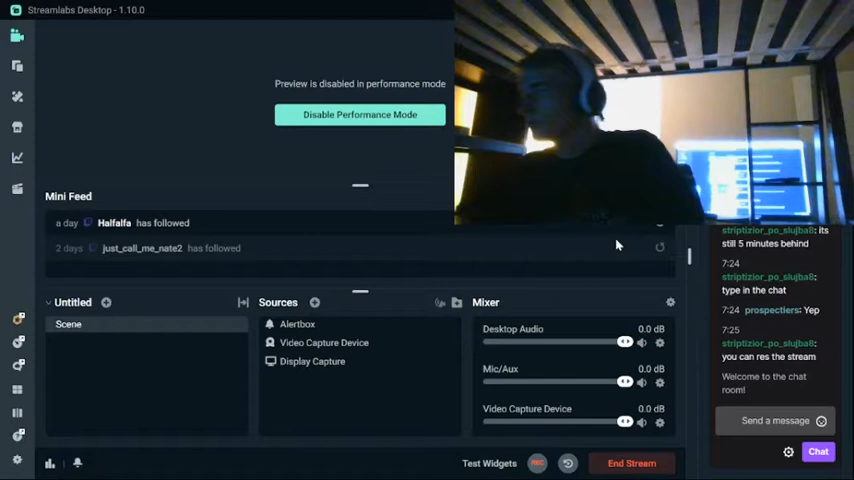 Streamlabs Desktop - 1.10.0
Preview is disabled in performance mode
Disable Performance Mode
Mini Feed
a day Halfalfa has followed
2 days just_call_me_nate2 has followed
Untitled
Scene
Sources
Alertbox
Video Capture Device
Display Capture
Mixer
Desktop Audio 0.0 dB
Mic/Aux 0.0 dB
Video Capture Device 0.0 dB
Test Widgets REC End Stream
striptizior_po_slujba8: its
still 5 minutes behind
7:24
striptizior_po_slujba8:
type in the chat
7:24 prospectlers: Yep
7:25
striptizior_po_slujba8:
you can res the stream
Welcome to the chat
room!
Send a message
Chat